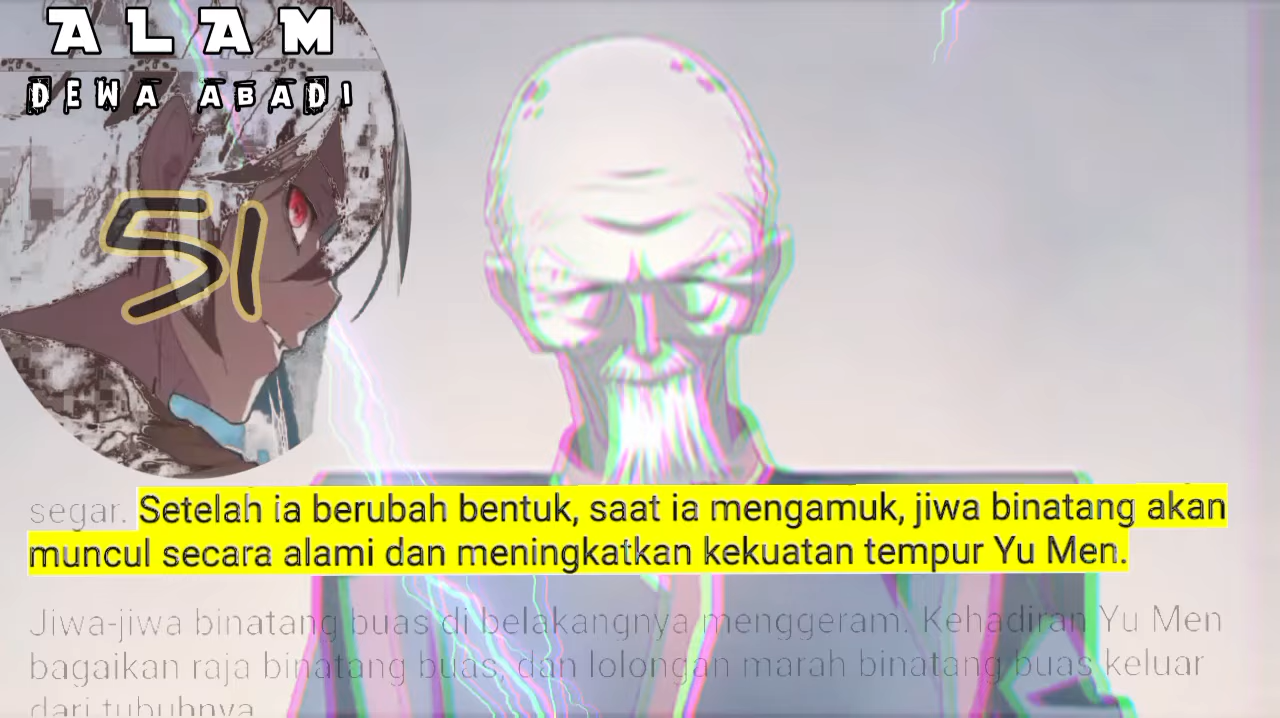 ALAM
DEWA ABADI
51
segar. Setelah ia berubah bentuk, saat ia mengamuk, jiwa binatang akan
muncul secara alami dan meningkatkan kekuatan tempur Yu Men.
Jiwa-jiwa binatang buas di belakangnya menggeram. Kehadiran Yu Men
bagaikan raja binatang buas, dan lolongan marah binatang buas keluar
dari tubuhnya